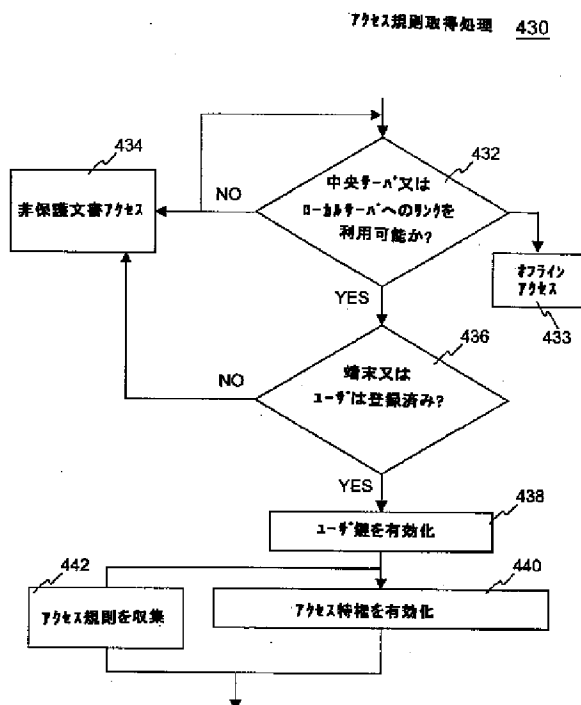 アクセス規則取得処理 430
434
432
NO
中央サーバ又は
ローカルサーバへのリンクを
利用可能か?
非保護文書アクセス
オフライン
アクセス
433
YES
436
NO
端末又は
ユーザは登録済み?
YES
438
ユーザ鍵を有効化
442
440
アクセス規則を収集
アクセス特権を有効化